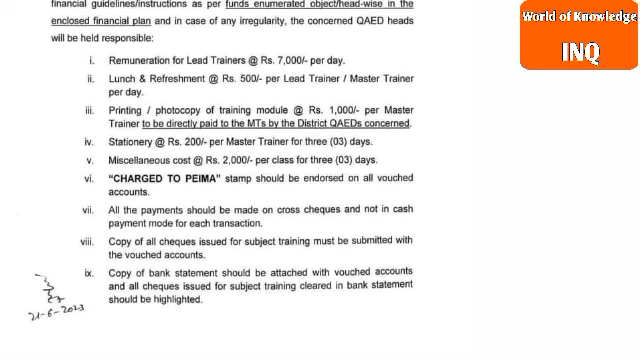 financial guidelines/instructions as per funds enumerated object/head-wise in the
enclosed financial plan and in case of any irregularity, the concerned QAED heads
will be held responsible:
i. Remuneration for Lead Trainers @ Rs. 7,000/- per day.
ii. Lunch & Refreshment @ Rs. 500/- per Lead Trainer / Master Trainer
per day.
iii. Printing / photocopy of training module @ Rs. 1,000/- per Master
Trainer to be directly paid to the MTs by the District QAEDs concerned.
iv. Stationery @ Rs. 200/- per Master Trainer for three (03) days.
v. Miscellaneous cost @ Rs. 2,000/- per class for three (03) days.
vi. "CHARGED TO PEIMA" stamp should be endorsed on all vouched
accounts.
vii. All the payments should be made on cross cheques and not in cash
payment mode for each transaction.
viii. Copy of all cheques issued for subject training must be submitted with
the vouched accounts.
ix. Copy of bank statement should be attached with vouched accounts
and all cheques issued for subject training cleared in bank statement
should be highlighted.
21-6-2023
World of Knowledge
INQ